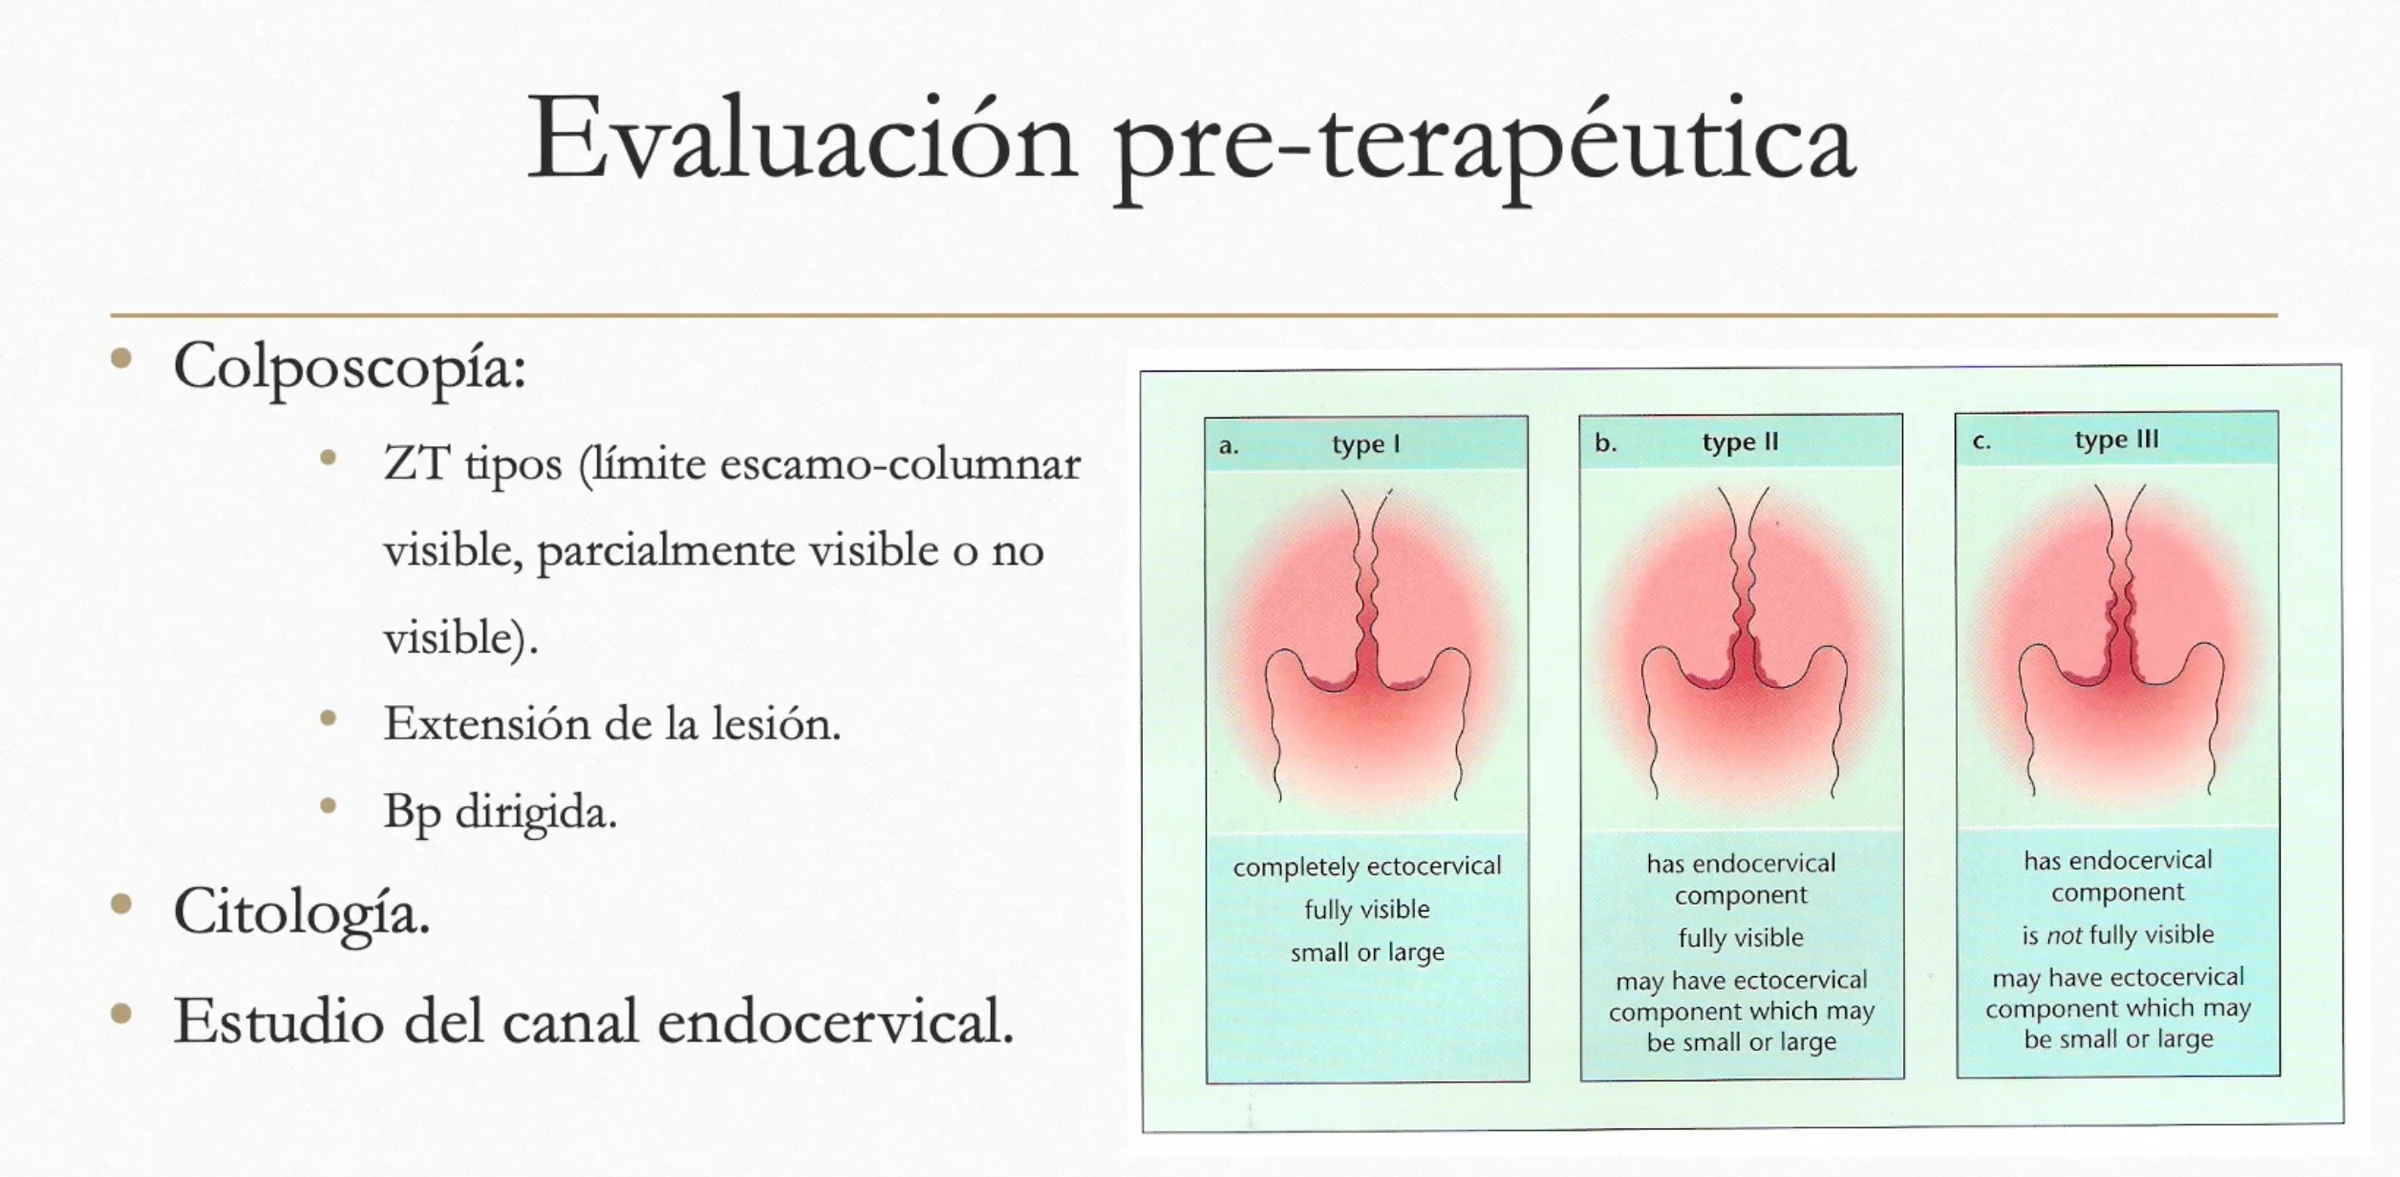 Evaluación pre-terapéutica
Colposcopía:
ZT tipos (límite escamo-columnar
visible, parcialmente visible o no
visible).
Extensión de la lesión.
Bp dirigida.
Citología.
Estudio del canal endocervical.
a. type I
completely ectocervical
fully visible
small or large
b. type II
has endocervical
component
fully visible
may have ectocervical
component which may
be small or large
c. type III
has endocervical
component
is not fully visible
may have ectocervical
component which may
be small or large